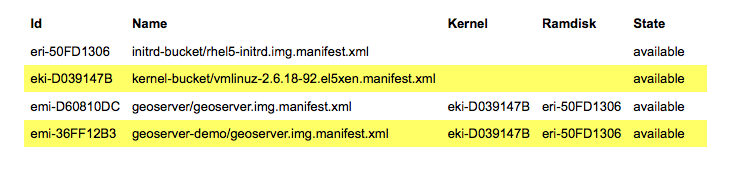 Id Name Kernel Ramdisk State
eri-50FD1306 initrd-bucket/rhel5-initrd.img.manifest.xml available
eki-D039147B kernel-bucket/vmlinuz-2.6.18-92.el5xen.manifest.xml available
emi-D60810DC geoserver/geoserver.img.manifest.xml eki-D039147B eri-50FD1306 available
emi-36FF12B3 geoserver-demo/geoserver.img.manifest.xml eki-D039147B eri-50FD1306 available